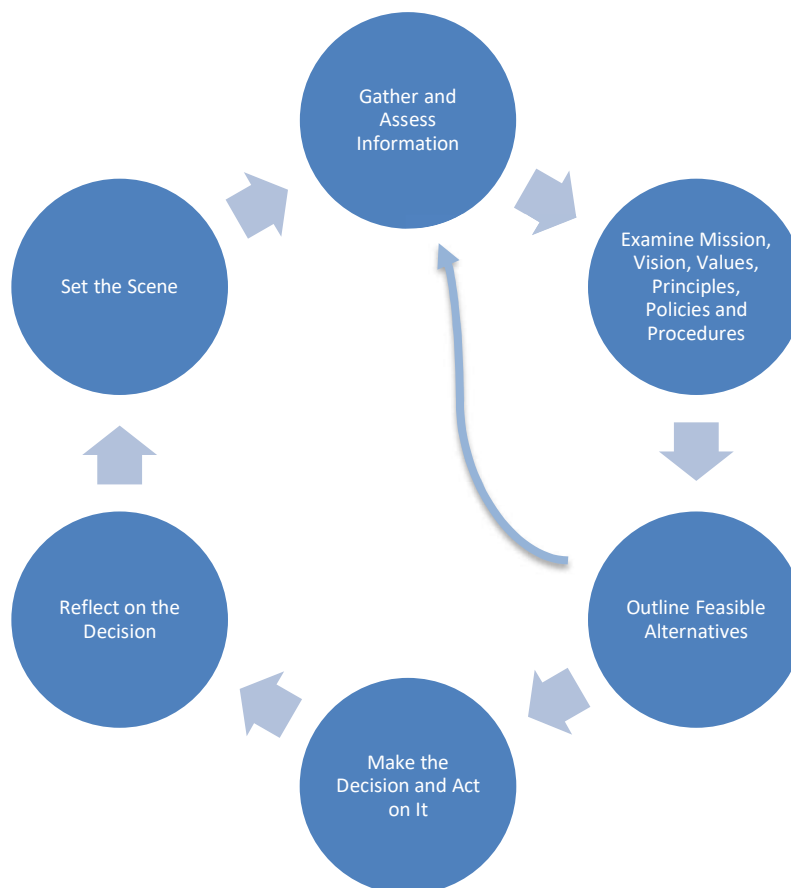 Gather and
Assess
Information
Examine Mission,
Vision, Values,
Principles,
Policies and
Procedures
Outline Feasible
Alternatives
Make the
Decision and Act
on It
Reflect on the
Decision
Set the Scene